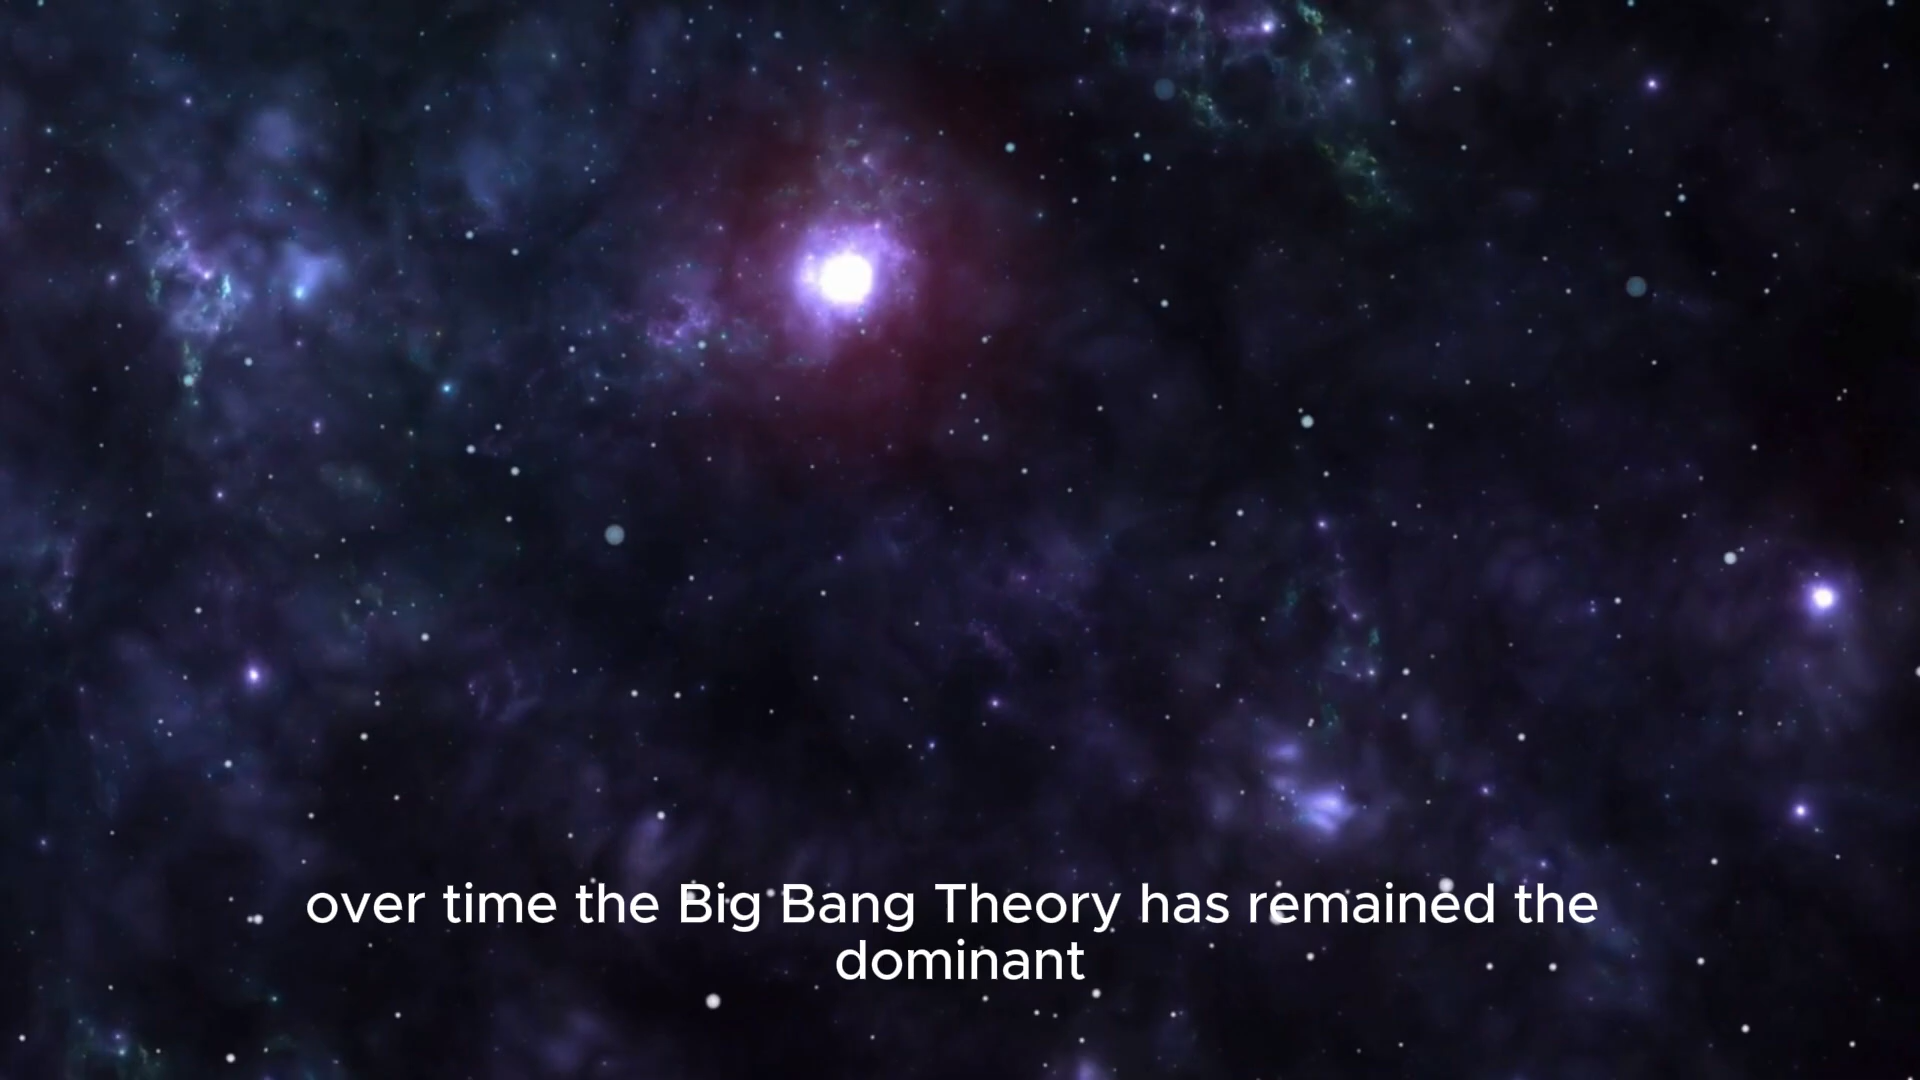 over time the Big Bang Theory has remained the
dominant